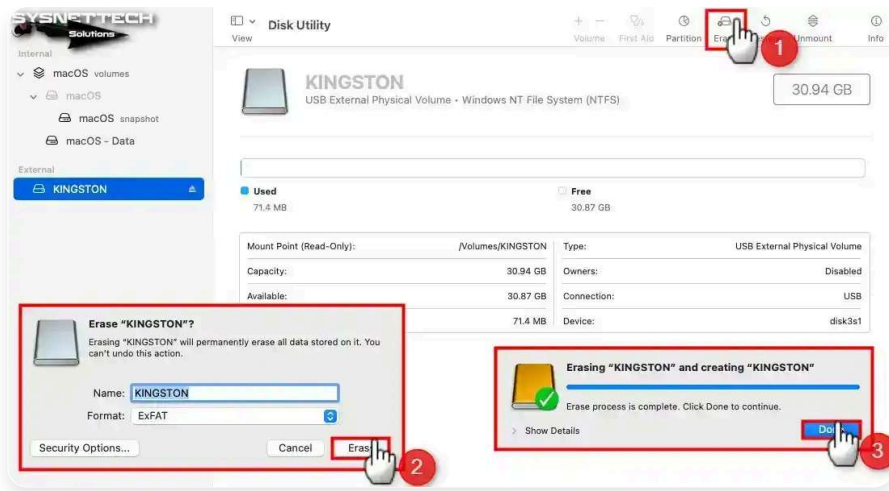 SYSNETTECH
Solutions
View
Disk Utility
Volume
First Aid
Partition
Unmount
Info
Internal
macOS volumes
macOS
macOS snapshot
macOS - Data
External
KINGSTON
KINGSTON
USB External Physical Volume • Windows NT File System (NTFS)
30.94 GB
Used
71.4 MB
Free
30.87 GB
Mount Point (Read-Only): /Volumes/KINGSTON
Type: USB External Physical Volume
Capacity: 30.94 GB
Owners: Disabled
Available: 30.87 GB
Connection: USB
71.4 MB
Device: disk3s1
1
Erase “KINGSTON”?
Erasing “KINGSTON” will permanently erase all data stored on it. You
can't undo this action.
Name: KINGSTON
Format: ExFAT
Security Options...
Cancel
Eras
2
Erasing “KINGSTON” and creating “KINGSTON”
Erase process is complete. Click Done to continue.
Show Details
Do
3